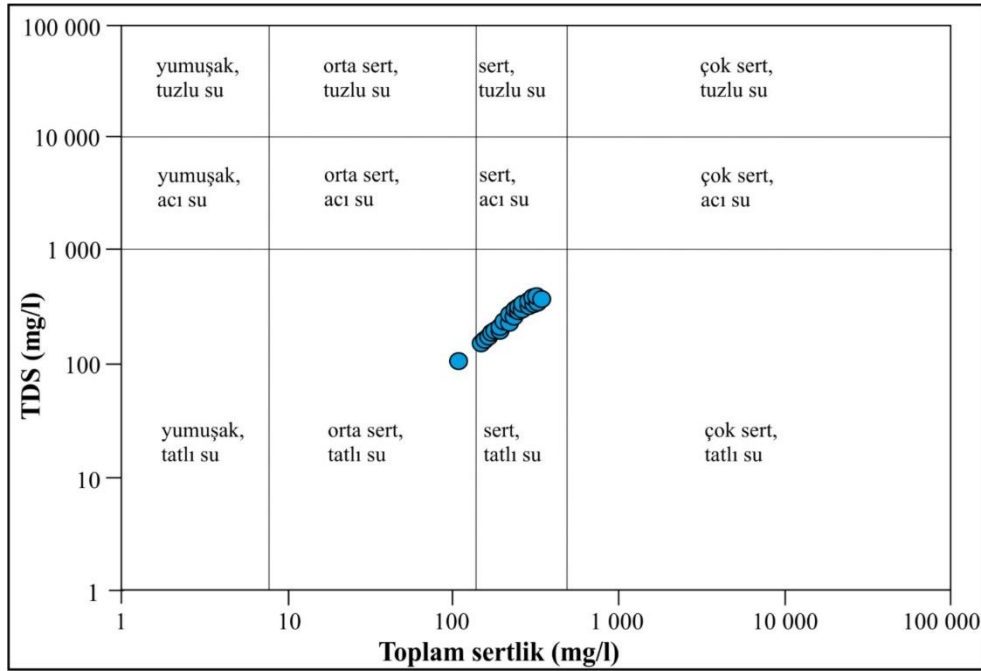 100 000
yumuşak,
tuzlu su
orta sert,
tuzlu su
sert,
tuzlu su
çok sert,
tuzlu su
10 000
yumuşak,
acı su
orta sert,
acı su
sert,
acı su
çok sert,
acı su
1 000
TDS (mg/l)
100
yumuşak,
tatlı su
orta sert,
tatlı su
sert,
tatlı su
çok sert,
tatlı su
10
1
1 10 100 1 000 10 000 100 000
Toplam sertlik (mg/l)